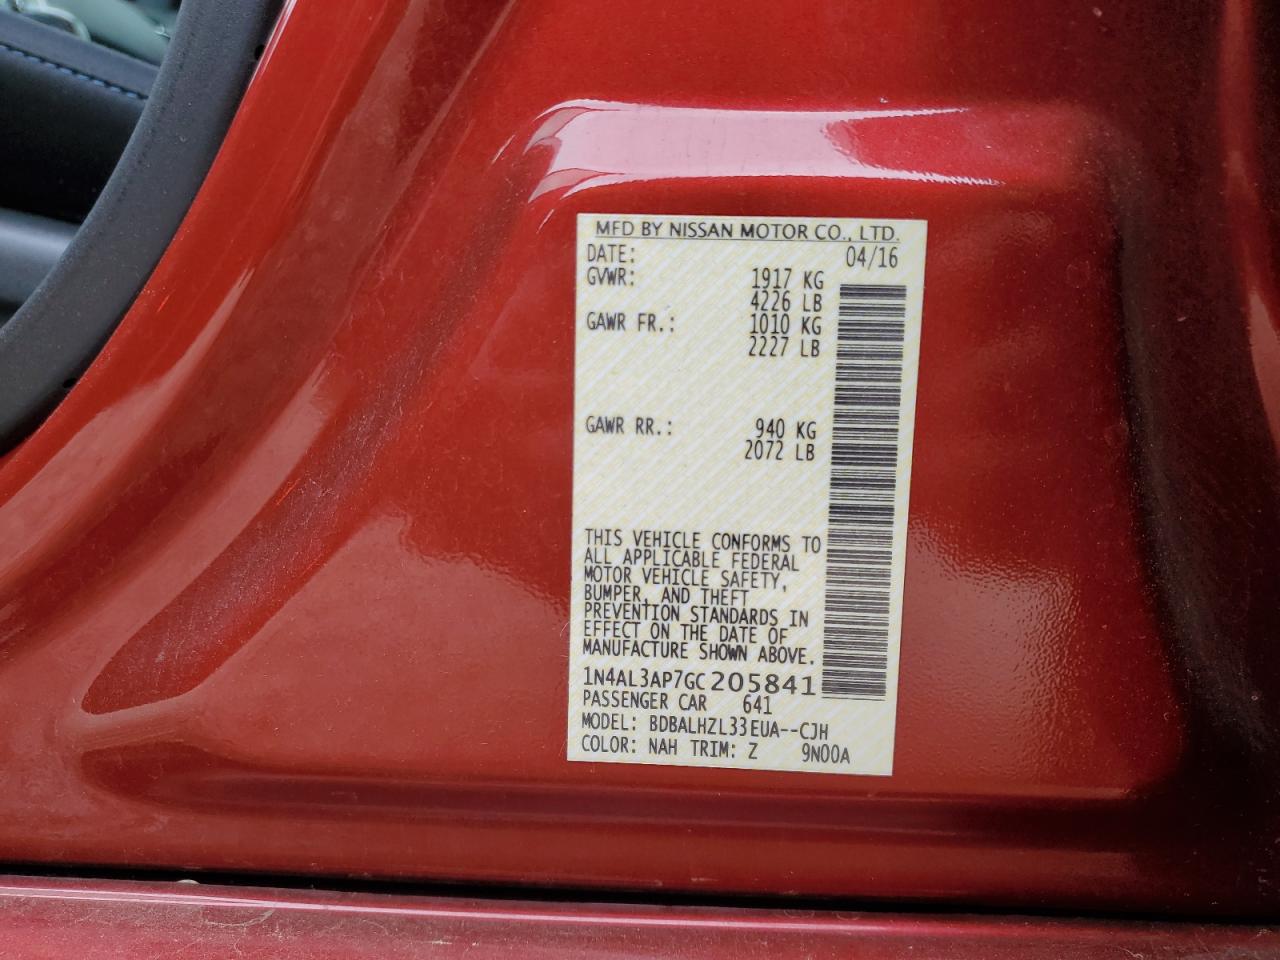 MFD BY NISSAN MOTOR CO., LTD.
DATE: 04/16
GVWR: 1917 KG
4226 LB
GAWR FR.: 1010 KG
2227 LB
GAWR RR.: 940 KG
2072 LB
THIS VEHICLE CONFORMS TO
ALL APPLICABLE FEDERAL
MOTOR VEHICLE SAFETY,
BUMPER, AND THEFT
PREVENTION STANDARDS IN
EFFECT ON THE DATE OF
MANUFACTURE SHOWN ABOVE.
1N4AL3AP7GC205841
PASSENGER CAR 641
MODEL: BDBALHZL33EUA--CJH
COLOR: NAH TRIM: Z 9N00A